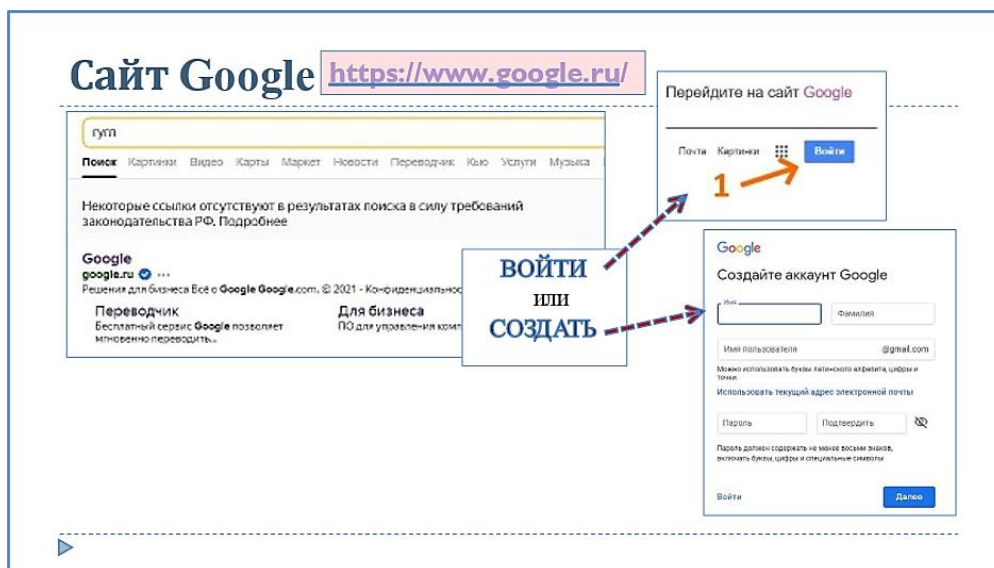 Сайт Google https://www.google.ru/
гугл
Поиск Картинки Видео Карты Маркет Новости Переводчик Кью Услуги Музыка
Некоторые ссылки отсутствуют в результатах поиска в силу требований
законодательства РФ. Подробнее
Google
google.ru ...
Решения для бизнеса Всё о Google Google.com. © 2021 - Конфиденциальнос
Переводчик
Бесплатный сервис Google позволяет
мгновенно переводить...
Для бизнеса
ПО для управления комп
ВОЙТИ
или
СОЗДАТЬ
Перейдите на сайт Google
Почта Картинки Войти
1
Google
Создайте аккаунт Google
Имя
Фамилия
Имя пользователя @gmail.com
Можно использовать буквы латинского алфавита, цифры и
точки.
Использовать текущий адрес электронной почты
Пароль Подтвердить
Пароль должен содержать не менее восьми знаков,
включать буквы, цифры и специальные символы
Войти Далее